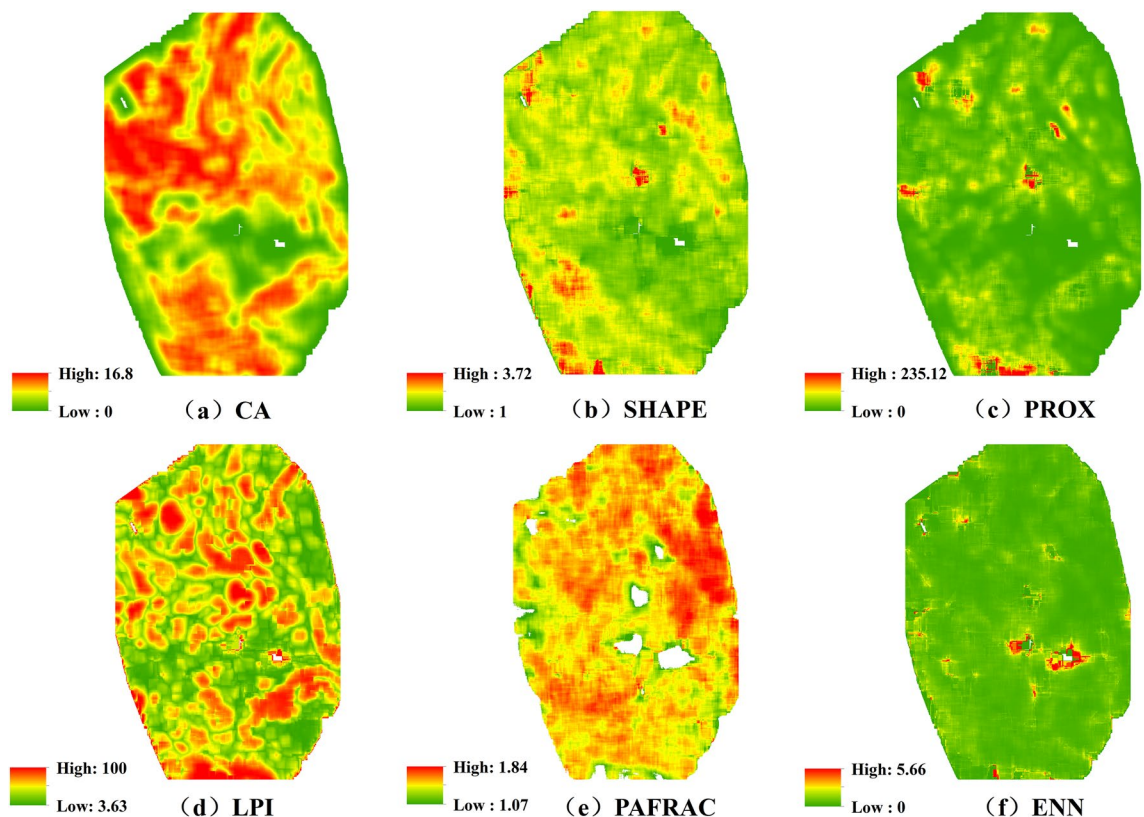 High: 16.8
Low : 0
（a）CA
High : 3.72
Low : 1
（b）SHAPE
High : 235.12
Low : 0
（c）PROX
High: 100
Low: 3.63
（d）LPI
High: 1.84
Low : 1.07
（e）PAFRAC
High: 5.66
Low : 0
（f）ENN